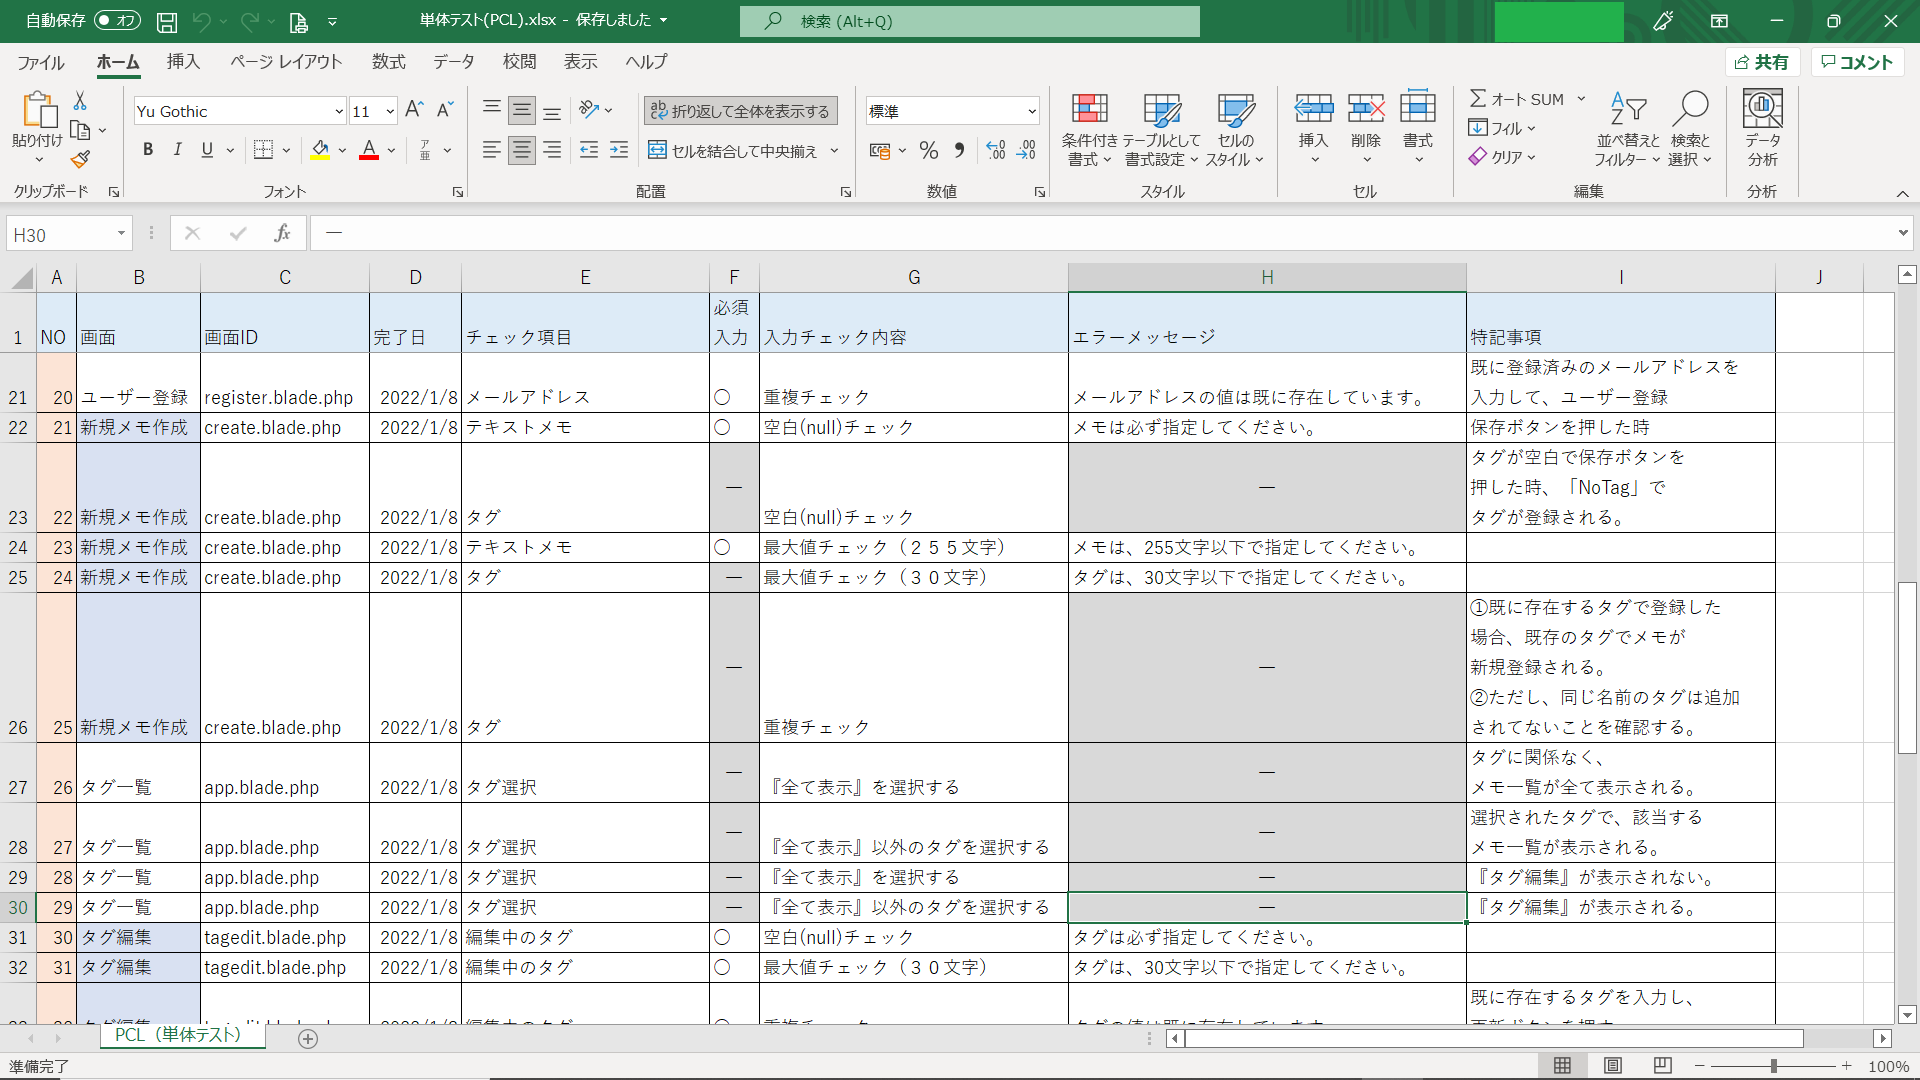 自動保存 オフ 単体テスト(PCL).xlsx - 保存しました 検索 (Alt+Q)
ファイル ホーム 挿入 ページ レイアウト 数式 データ 校閲 表示 ヘルプ 共有 コメント
貼り付け Yu Gothic 11 折り返して全体を表示する 標準 条件付き書式 テーブルとして書式設定 セルのスタイル 挿入 削除 書式 オート SUM フィル クリア 並べ替えとフィルター 検索と選択 データ分析
B I U A セルを結合して中央揃え %
クリップボード フォント 配置 数値 スタイル セル 編集 分析
H30 fx —
A B C D E F G H I J
1 NO 画面 画面ID 完了日 チェック項目 必須入力 入力チェック内容 エラーメッセージ 特記事項
21 20 ユーザー登録 register.blade.php 2022/1/8 メールアドレス 〇 重複チェック メールアドレスの値は既に存在しています。 既に登録済みのメールアドレスを
入力して、ユーザー登録
22 21 新規メモ作成 create.blade.php 2022/1/8 テキストメモ 〇 空白(null)チェック メモは必ず指定してください。 保存ボタンを押した時
23 22 新規メモ作成 create.blade.php 2022/1/8 タグ — 空白(null)チェック — タグが空白で保存ボタンを
押した時、「NoTag」で
タグが登録される。
24 23 新規メモ作成 create.blade.php 2022/1/8 テキストメモ 〇 最大値チェック（２５５文字） メモは、255文字以下で指定してください。
25 24 新規メモ作成 create.blade.php 2022/1/8 タグ — 最大値チェック（３０文字） タグは、30文字以下で指定してください。
26 25 新規メモ作成 create.blade.php 2022/1/8 タグ — 重複チェック — ①既に存在するタグで登録した
場合、既存のタグでメモが
新規登録される。
②ただし、同じ名前のタグは追加
されてないことを確認する。
27 26 タグ一覧 app.blade.php 2022/1/8 タグ選択 — 『全て表示』を選択する — タグに関係なく、
メモ一覧が全て表示される。
28 27 タグ一覧 app.blade.php 2022/1/8 タグ選択 — 『全て表示』以外のタグを選択する — 選択されたタグで、該当する
メモ一覧が表示される。
29 28 タグ一覧 app.blade.php 2022/1/8 タグ選択 — 『全て表示』を選択する — 『タグ編集』が表示されない。
30 29 タグ一覧 app.blade.php 2022/1/8 タグ選択 — 『全て表示』以外のタグを選択する — 『タグ編集』が表示される。
31 30 タグ編集 tagedit.blade.php 2022/1/8 編集中のタグ 〇 空白(null)チェック タグは必ず指定してください。
32 31 タグ編集 tagedit.blade.php 2022/1/8 編集中のタグ 〇 最大値チェック（３０文字） タグは、30文字以下で指定してください。
既に存在するタグを入力し、
PCL（単体テスト）
準備完了 100%